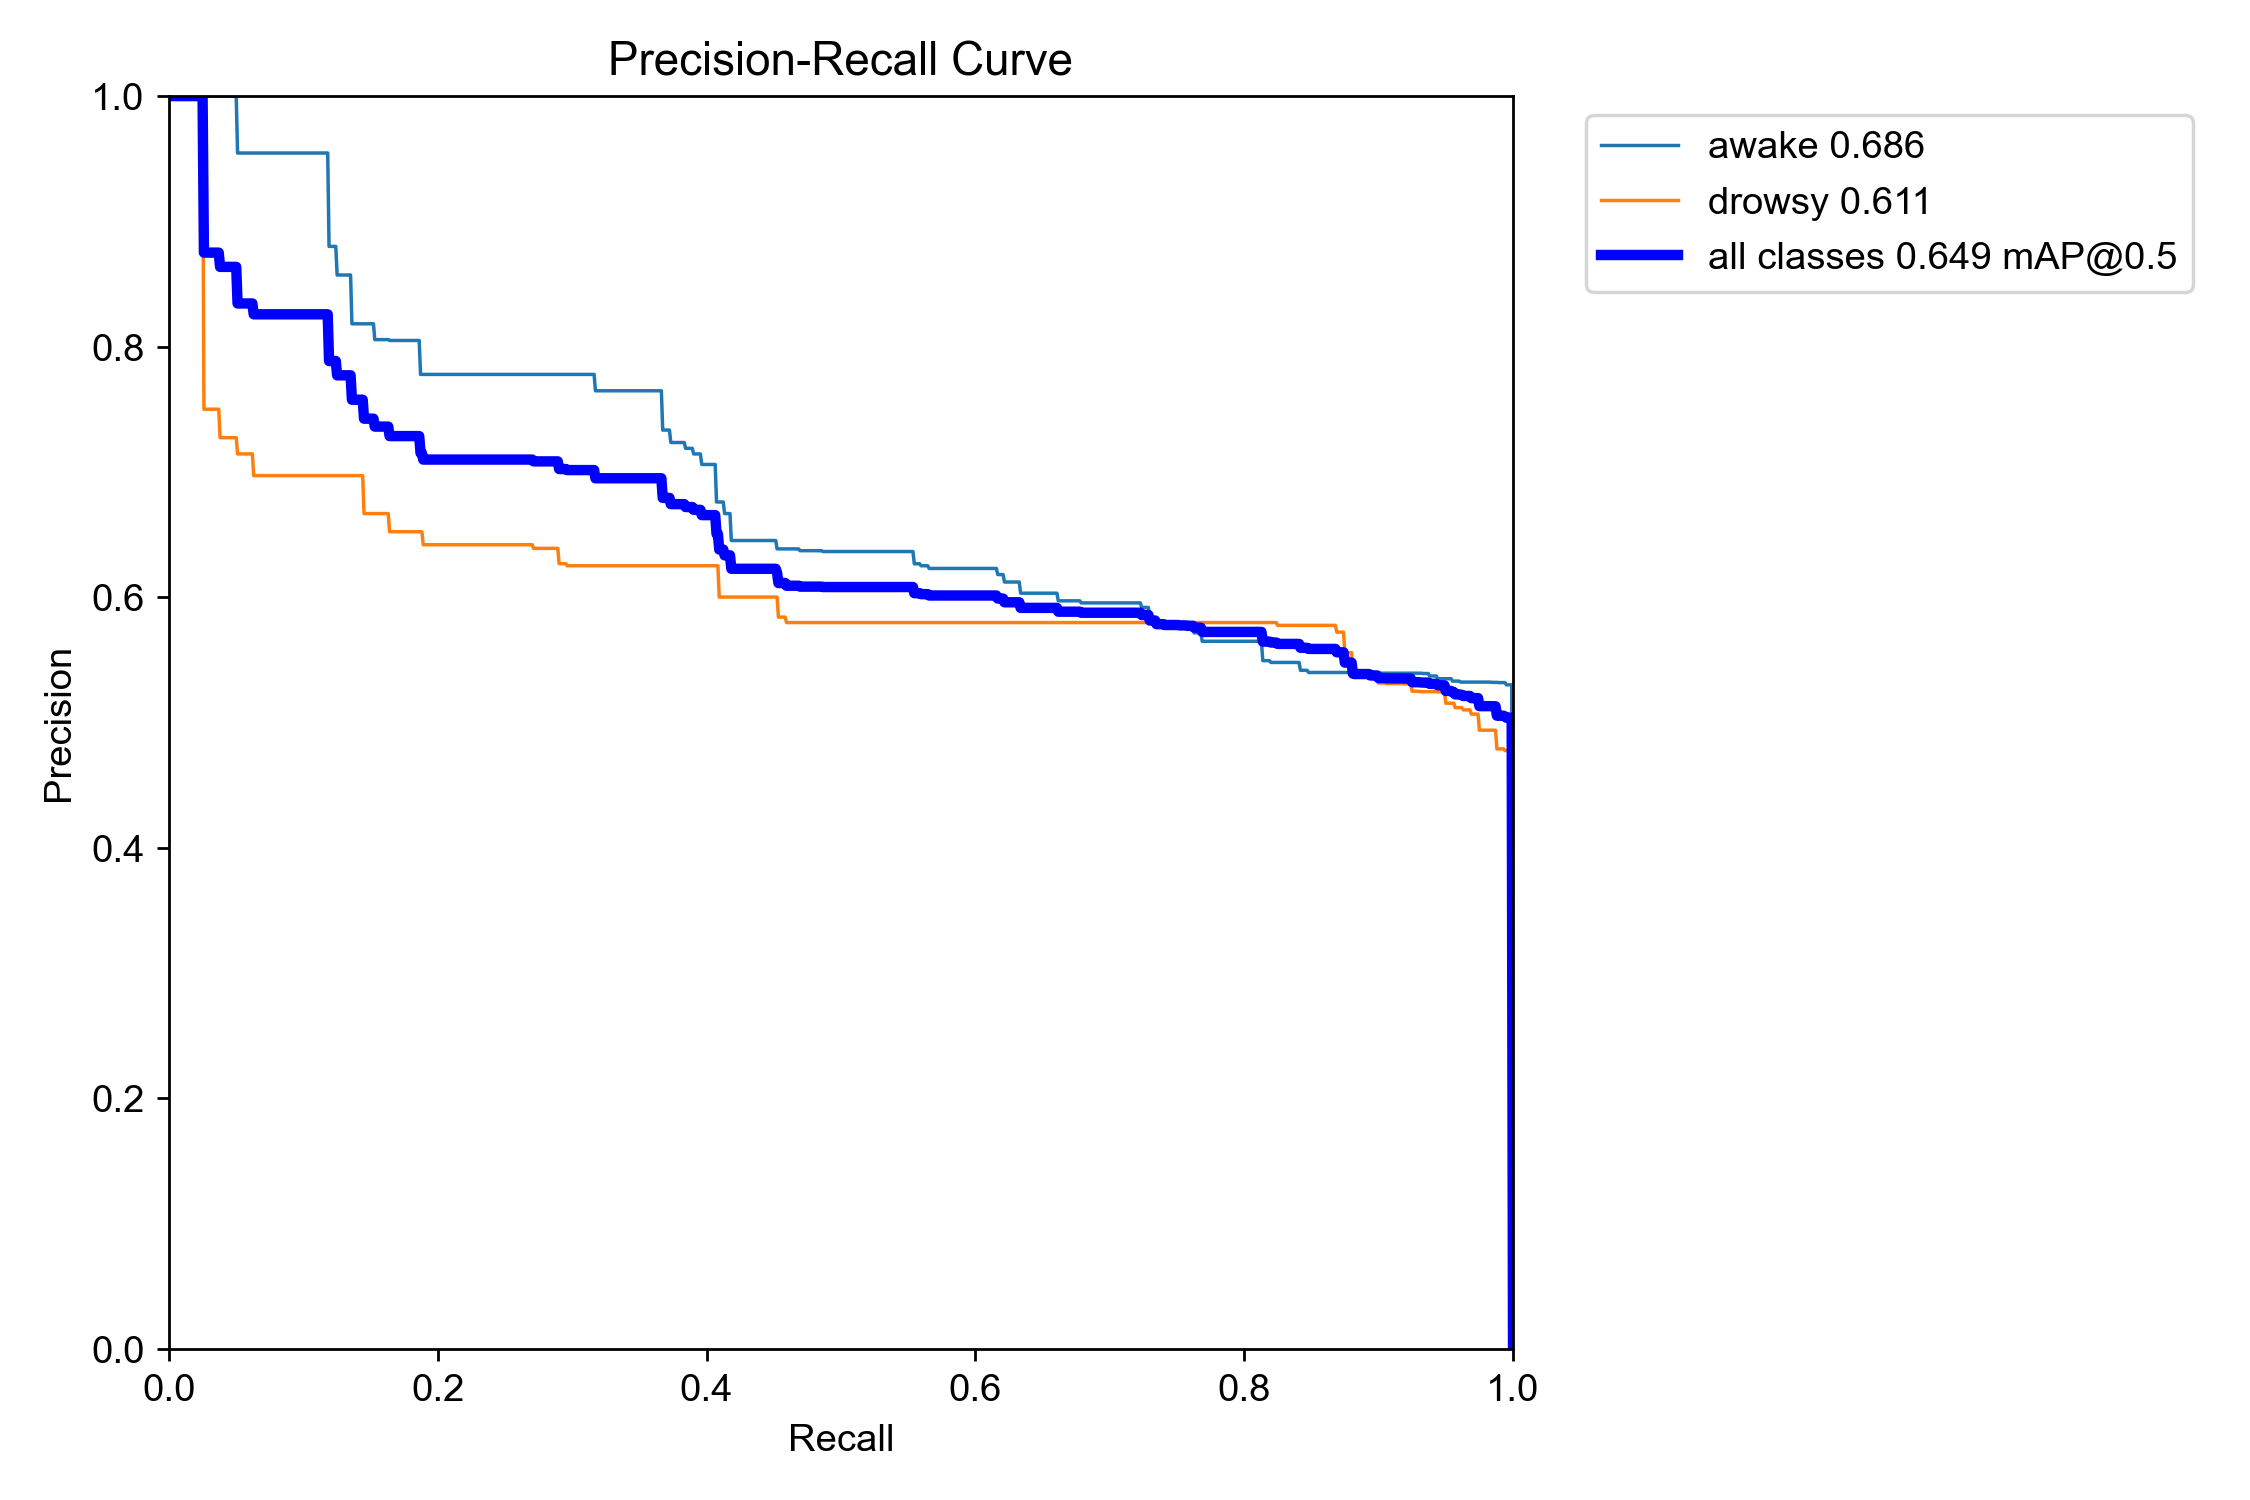 Precision-Recall Curve
1.0
0.8
0.6
0.4
0.2
0.0
Precision
0.0 0.2 0.4 0.6 0.8 1.0
Recall
awake 0.686
drowsy 0.611
all classes 0.649 mAP@0.5